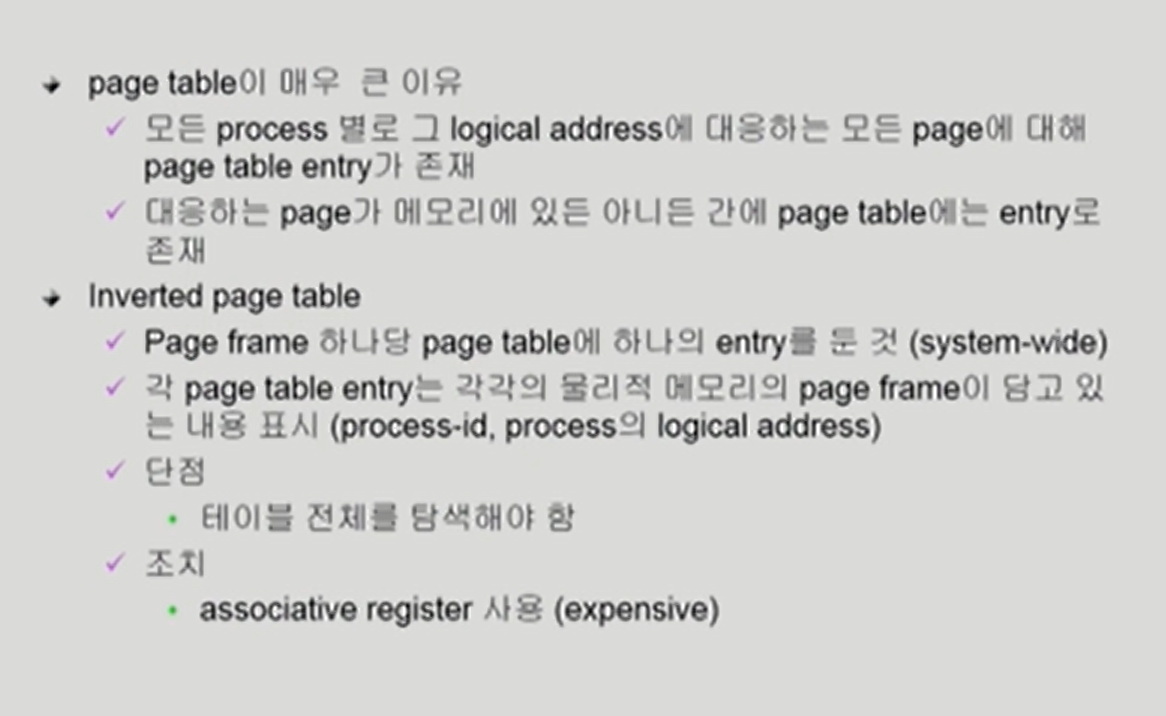 page table이 매우 큰 이유
모든 process 별로 그 logical address에 대응하는 모든 page에 대해
page table entry가 존재
대응하는 page가 메모리에 있든 아니든 간에 page table에는 entry로
존재
Inverted page table
Page frame 하나당 page table에 하나의 entry를 둔 것 (system-wide)
각 page table entry는 각각의 물리적 메모리의 page frame이 담고 있
는 내용 표시 (process-id, process의 logical address)
단점
테이블 전체를 탐색해야 함
조치
associative register 사용 (expensive)